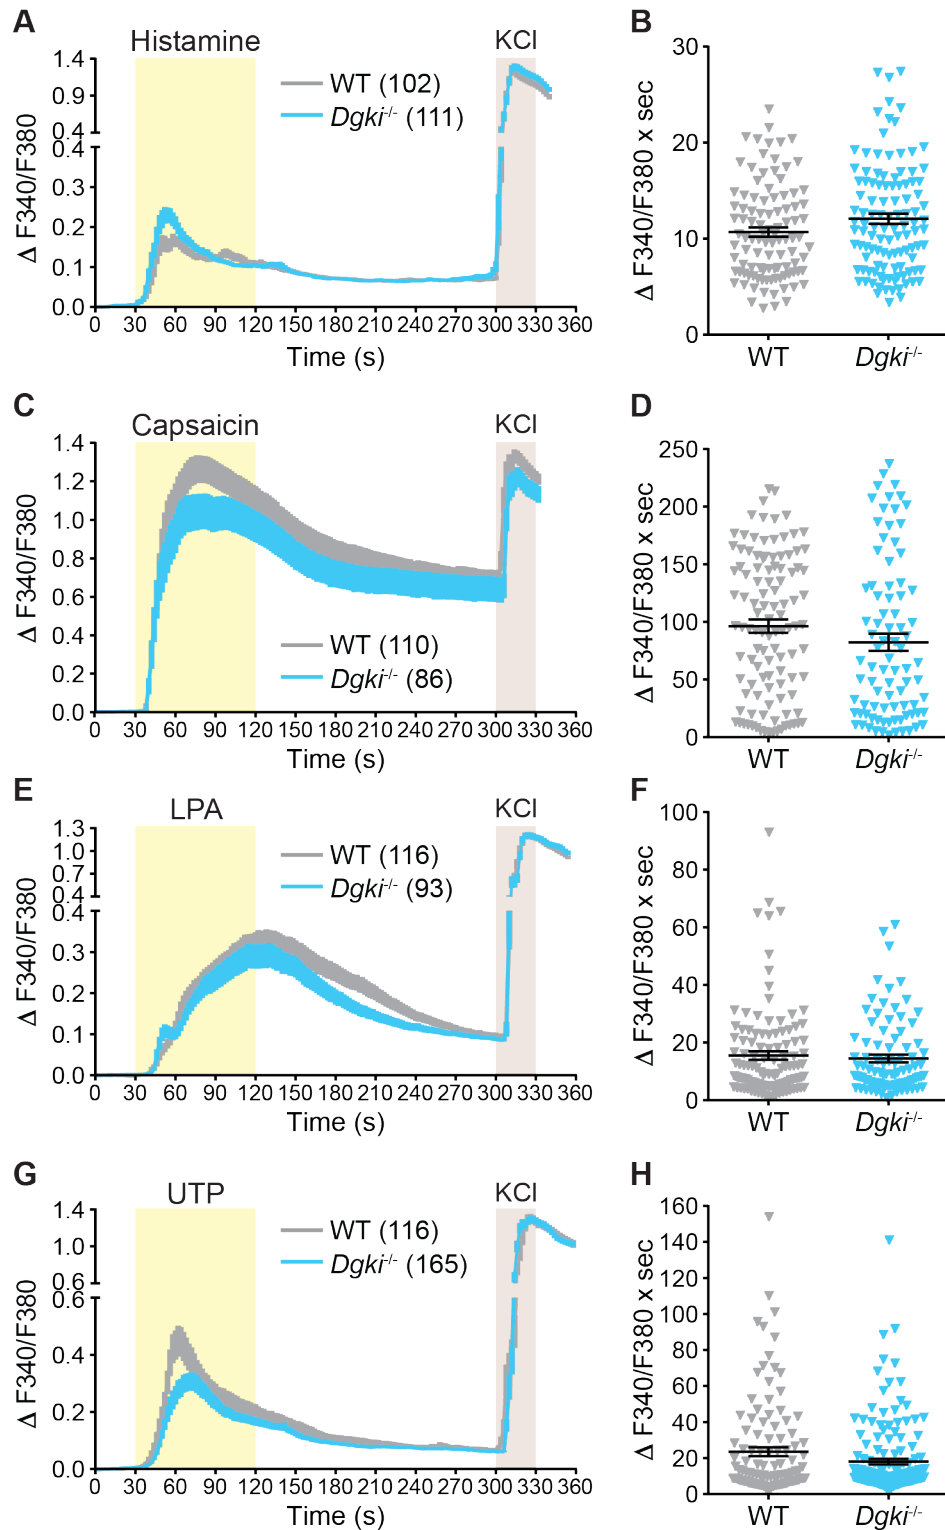 A
Histamine
KCl
1.4
0.9
0.4
0.4
0.3
0.2
0.1
0.0
Δ F340/F380
WT (102)
Dgki-/- (111)
0 30 60 90 120 150 180 210 240 270 300 330 360
Time (s)
B
30
20
10
0
Δ F340/F380 x sec
WT Dgki-/-
C
Capsaicin
KCl
1.4
1.2
1.0
0.8
0.6
0.4
0.2
0.0
Δ F340/F380
WT (110)
Dgki-/- (86)
0 30 60 90 120 150 180 210 240 270 300 330 360
Time (s)
D
250
200
150
100
50
0
Δ F340/F380 x sec
WT Dgki-/-
E
LPA
KCl
1.3
1.0
0.7
0.4
0.4
0.3
0.2
0.1
0.0
Δ F340/F380
WT (116)
Dgki-/- (93)
0 30 60 90 120 150 180 210 240 270 300 330 360
Time (s)
F
100
80
60
40
20
0
Δ F340/F380 x sec
WT Dgki-/-
G
UTP
KCl
1.4
1.0
0.6
0.6
0.4
0.2
0.0
Δ F340/F380
WT (116)
Dgki-/- (165)
0 30 60 90 120 150 180 210 240 270 300 330 360
Time (s)
H
160
140
120
100
80
60
40
20
0
Δ F340/F380 x sec
WT Dgki-/-